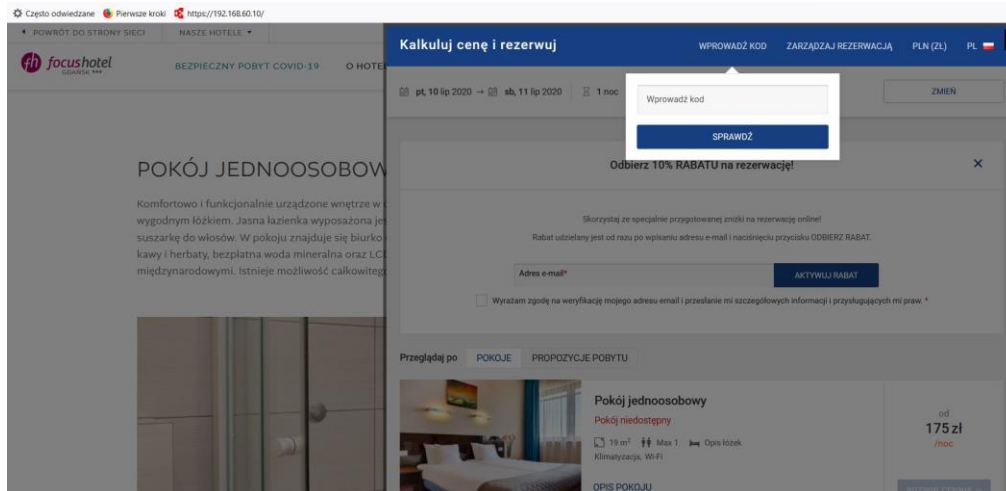 Często odwiedzane Pierwsze kroki https://192.168.60.10/
POWRÓT DO STRONY SIECI NASZE HOTELE
fh focushotel
GDAŃSK ***
BEZPIECZNY POBYT COVID-19 O HOTEL
Kalkuluj cenę i rezerwuj
WPROWADŹ KOD ZARZĄDZAJ REZERWACJĄ PLN (ZŁ) PL
pt, 10 lip 2020 → sb, 11 lip 2020 1 noc
ZMIEŃ
Wprowadź kod
SPRAWDŹ
POKÓJ JEDNOOSOBOW
Komfortowo i funkcjonalnie urządzone wnętrze w
wygodnym łóżkiem. Jasna łazienka wyposażona je
suszarkę do włosów. W pokoju znajduje się biurko
kawy i herbaty, bezpłatna woda mineralna oraz LC
międzynarodowymi. Istnieje możliwość całkowiteg
Odbierz 10% RABATU na rezerwację!
Skorzystaj ze specjalnie przygotowanej zniżki na rezerwację online!
Rabat udzielany jest od razu po wpisaniu adresu e-mail i naciśnięciu przycisku ODBIERZ RABAT.
Adres e-mail*
AKTYWUJ RABAT
Wyrażam zgodę na weryfikację mojego adresu email i przesłanie mi szczegółowych informacji i przysługujących mi praw. *
Przeglądaj po POKOJE PROPOZYCJE POBYTU
Pokój jednoosobowy
Pokój niedostępny
19 m² Max 1 Opis łóżek
Klimatyzacja, Wi-Fi
OPIS POKOJU
od
175 zł
/noc